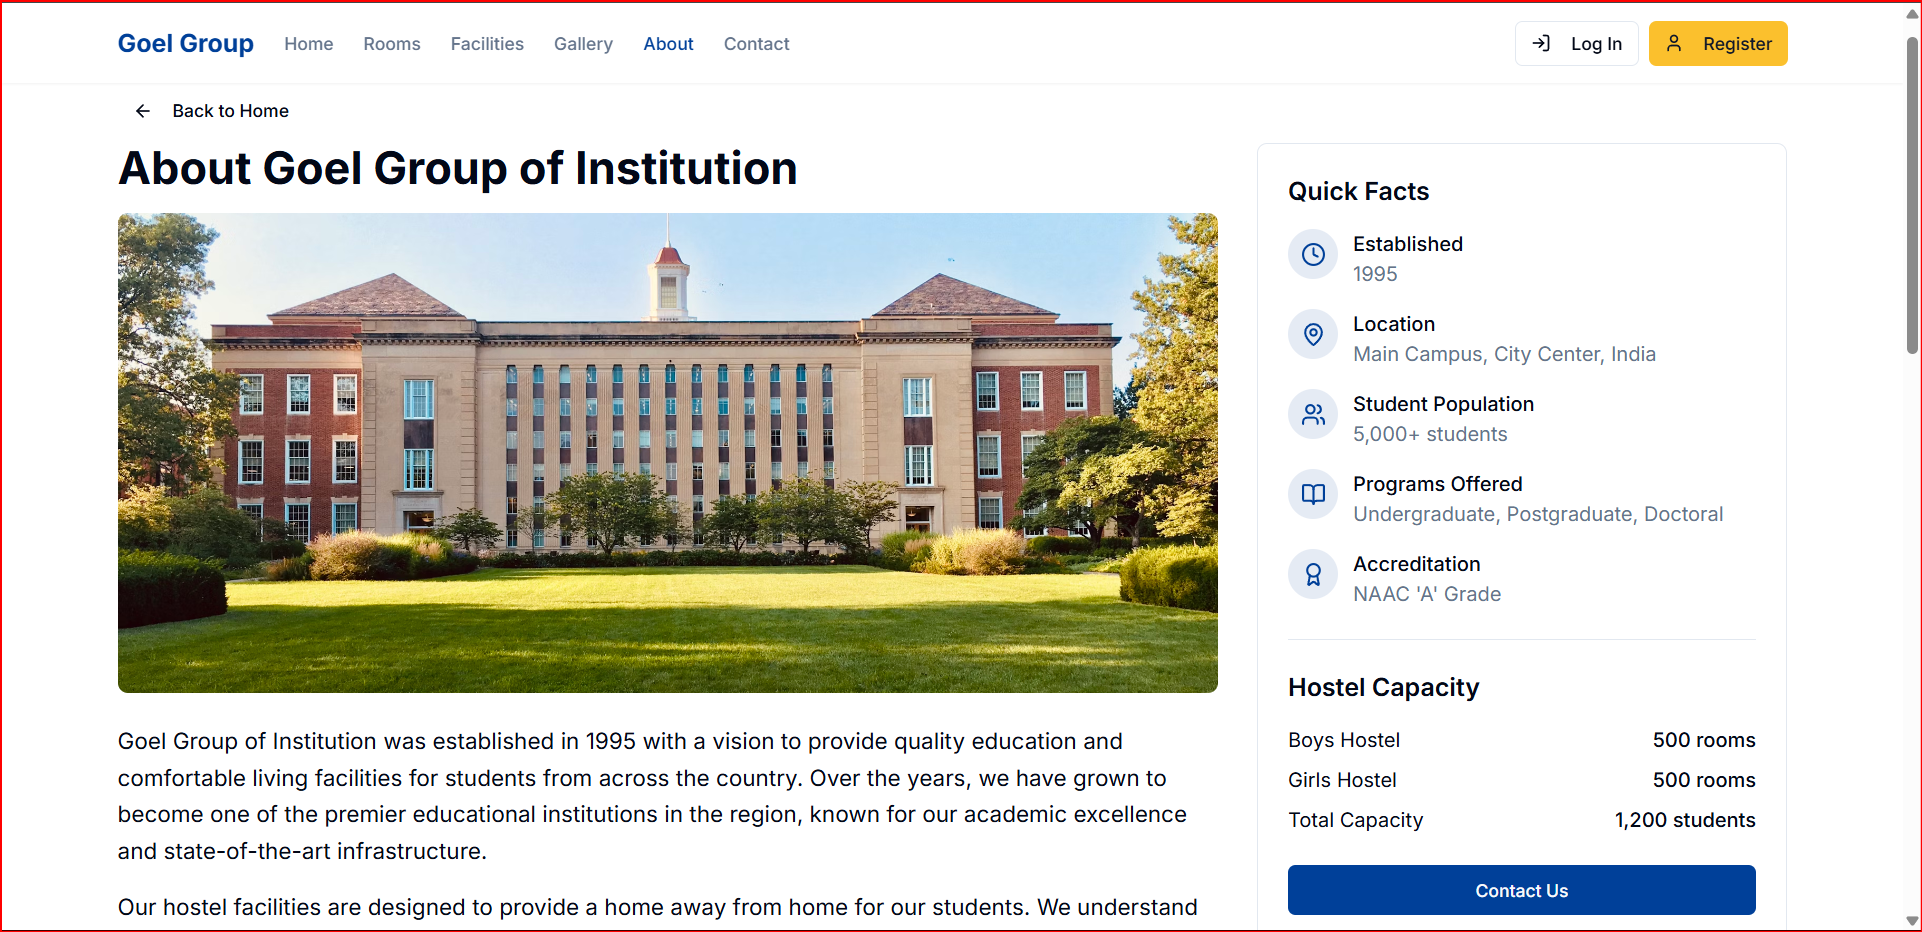 Goel Group Home Rooms Facilities Gallery About Contact Log In Register
Back to Home
About Goel Group of Institution
Goel Group of Institution was established in 1995 with a vision to provide quality education and
comfortable living facilities for students from across the country. Over the years, we have grown to
become one of the premier educational institutions in the region, known for our academic excellence
and state-of-the-art infrastructure.
Our hostel facilities are designed to provide a home away from home for our students. We understand
Quick Facts
Established
1995
Location
Main Campus, City Center, India
Student Population
5,000+ students
Programs Offered
Undergraduate, Postgraduate, Doctoral
Accreditation
NAAC 'A' Grade
Hostel Capacity
Boys Hostel 500 rooms
Girls Hostel 500 rooms
Total Capacity 1,200 students
Contact Us